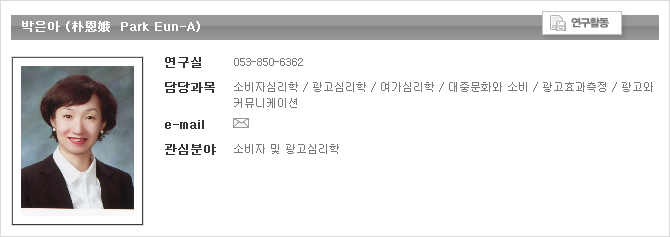 박은아 (朴恩娥 Park Eun-A)
연구활동
연구실 053-850-6362
담당과목 소비자심리학 / 광고심리학 / 여가심리학 / 대중문화와 소비 / 광고효과측정 / 광고와
커뮤니케이션
e-mail
관심분야 소비자 및 광고심리학